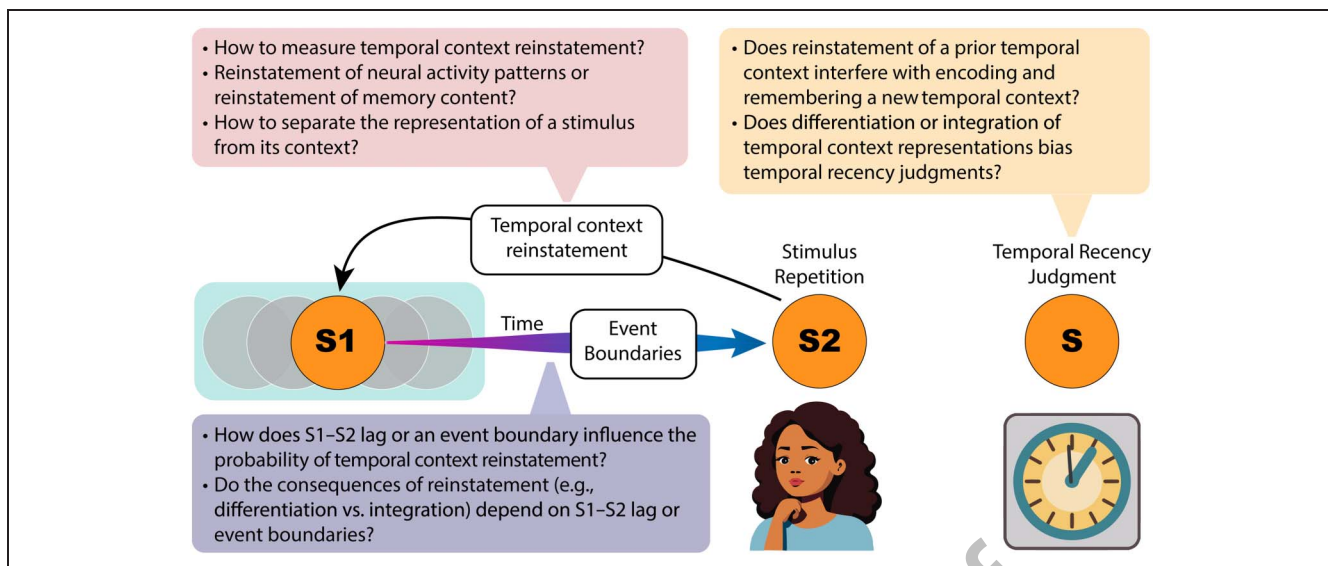 • How to measure temporal context reinstatement?
• Reinstatement of neural activity patterns or
reinstatement of memory content?
• How to separate the representation of a stimulus
from its context?
• Does reinstatement of a prior temporal
context interfere with encoding and
remembering a new temporal context?
• Does differentiation or integration of
temporal context representations bias
temporal recency judgments?
Temporal context
reinstatement
Stimulus
Repetition
Temporal Recency
Judgment
S1
Time
Event
Boundaries
S2
S
• How does S1–S2 lag or an event boundary influence the
probability of temporal context reinstatement?
• Do the consequences of reinstatement (e.g.,
differentiation vs. integration) depend on S1–S2 lag or
event boundaries?